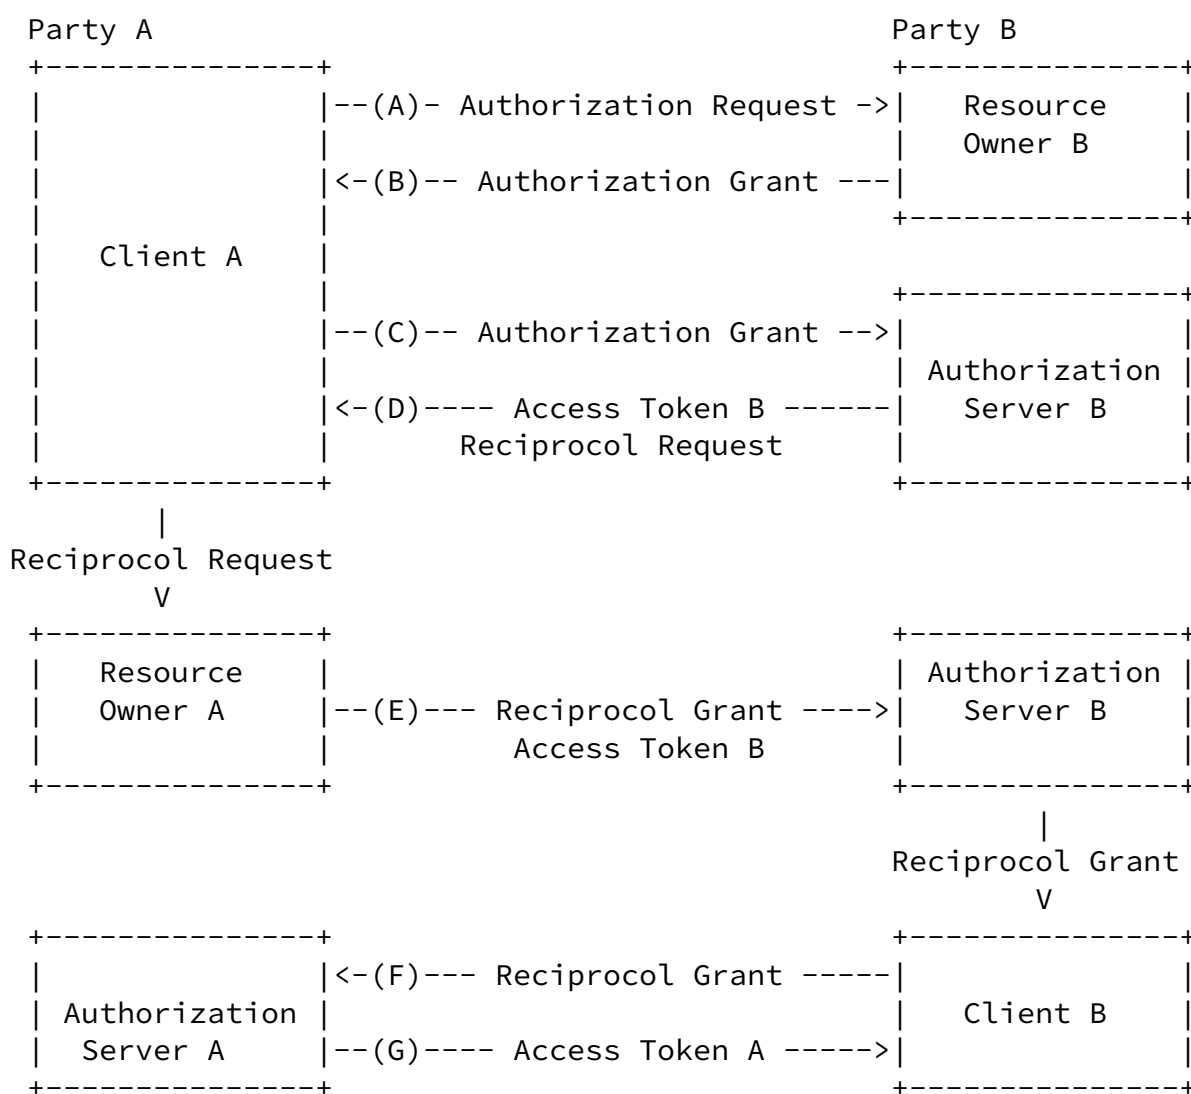 Party A                                         Party B
+---------------+                               +---------------+
|               |--(A)- Authorization Request ->|   Resource    |
|               |                               |   Owner B     |
|               |<-(B)-- Authorization Grant ---|               |
|               |                               +---------------+
|   Client A    |
|               |                               +---------------+
|               |--(C)-- Authorization Grant -->|               |
|               |                               | Authorization |
|               |<-(D)---- Access Token B ------|   Server B    |
|               |       Reciprocol Request      |               |
+---------------+                               +---------------+
       |
Reciprocol Request
       V
+---------------+                               +---------------+
|   Resource    |                               | Authorization |
|   Owner A     |--(E)--- Reciprocol Grant ---->|   Server B    |
|               |          Access Token B       |               |
+---------------+                               +---------------+
                                                        |
                                                Reciprocol Grant
                                                        V
+---------------+                               +---------------+
|               |<-(F)--- Reciprocol Grant -----|               |
| Authorization |                               |   Client B    |
|  Server A     |--(G)---- Access Token A ----->|               |
+---------------+                               +---------------+